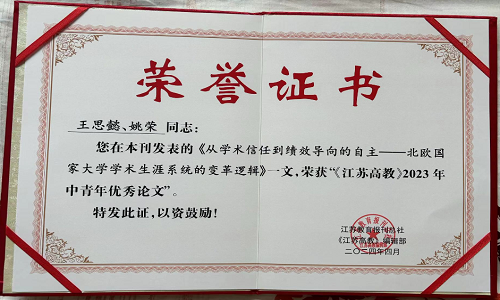 荣誉证书
王思懿、姚荣 同志：
您在本刊发表的《从学术信任到绩效导向的自主——北欧国
家大学学术生涯系统的变革逻辑》一文，荣获“《江苏高教》2023年
中青年优秀论文”。
特发此证，以资鼓励！
江苏教育报刊总社
《江苏高教》编辑部
二〇二四年四月